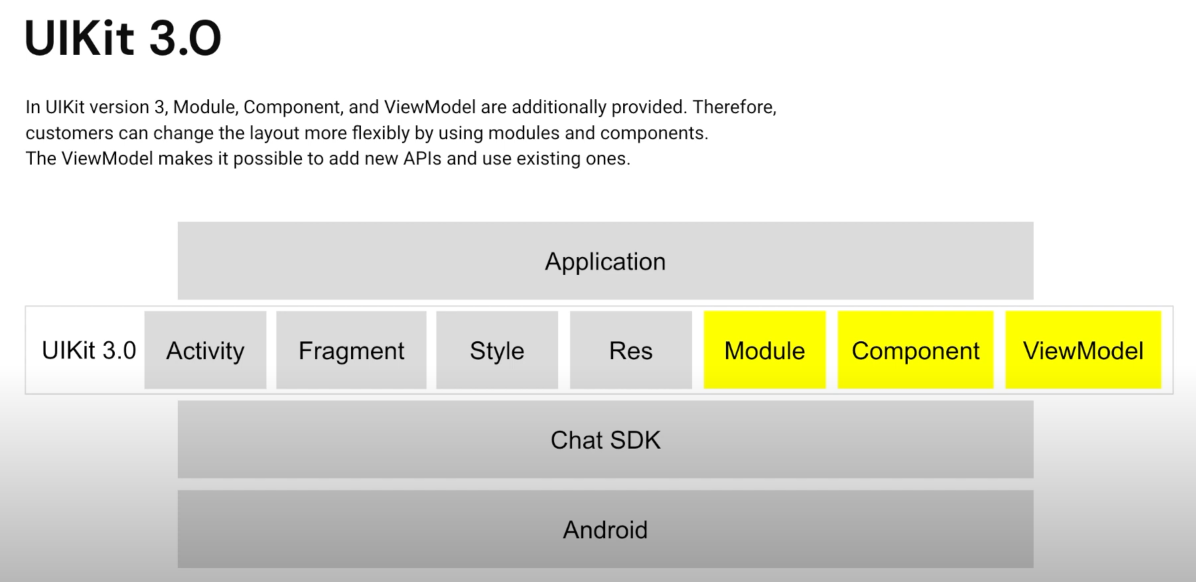 UIKit 3.0
In UIKit version 3, Module, Component, and ViewModel are additionally provided. Therefore,
customers can change the layout more flexibly by using modules and components.
The ViewModel makes it possible to add new APIs and use existing ones.
Application
UIKit 3.0 Activity Fragment Style Res Module Component ViewModel
Chat SDK
Android